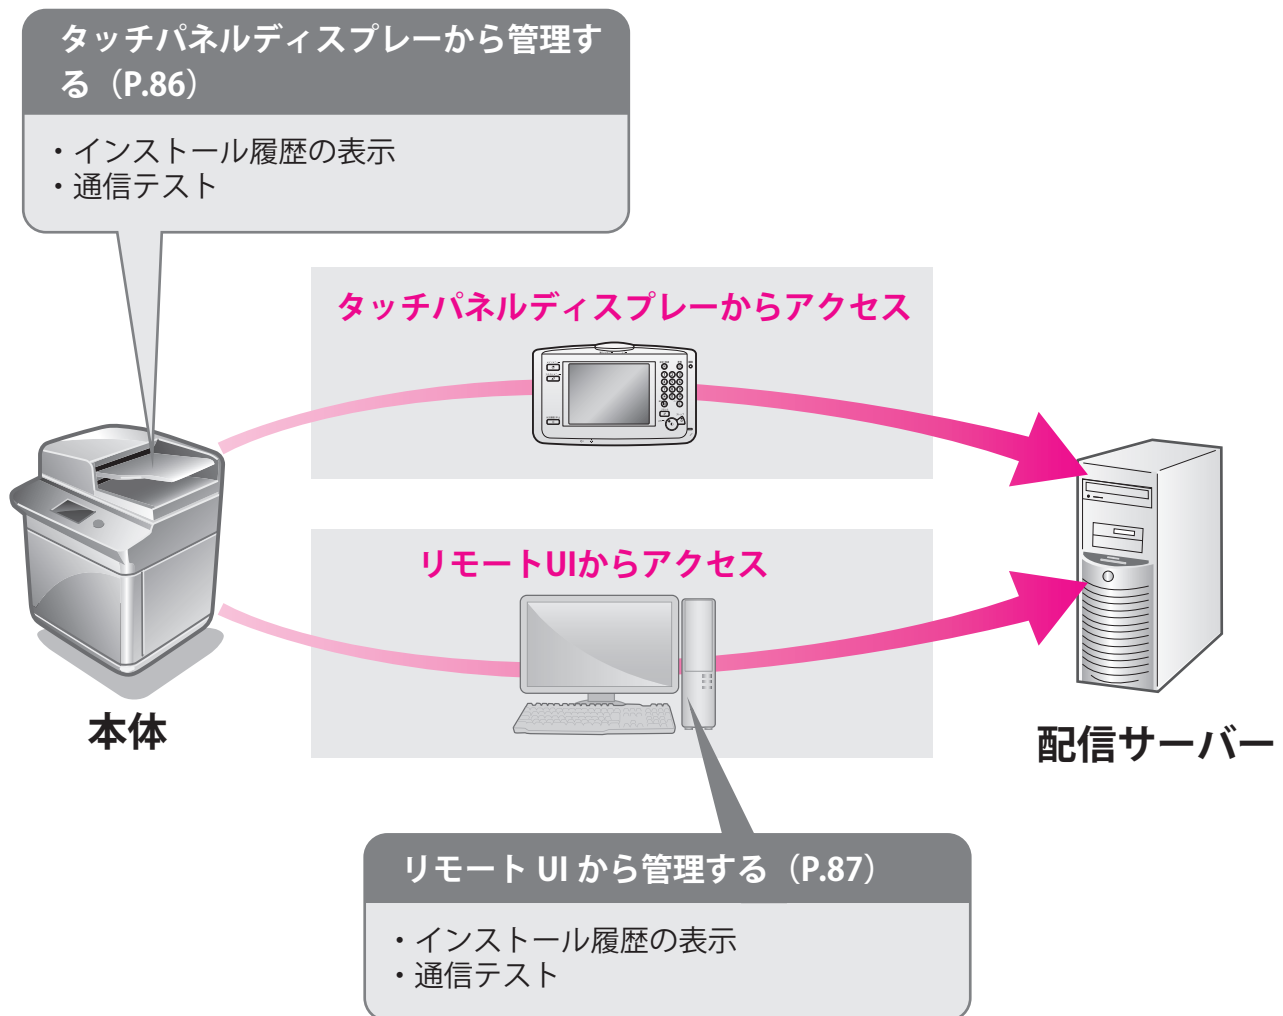 タッチパネルディスプレーから管理す
る（P.86）
・インストール履歴の表示
・通信テスト
タッチパネルディスプレーからアクセス
リモートUIからアクセス
本体
配信サーバー
リモート UI から管理する（P.87）
・インストール履歴の表示
・通信テスト